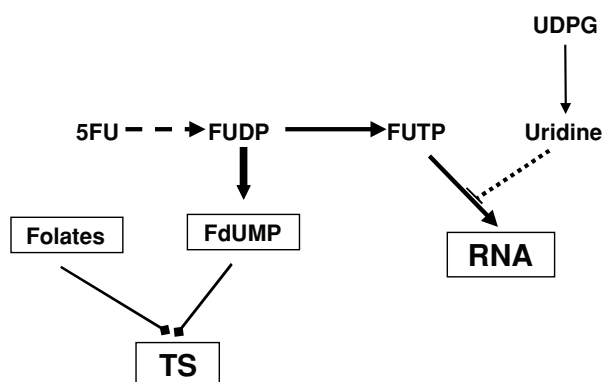 UDPG
5FU
FUDP
FUTP
Uridine
Folates
FdUMP
RNA
TS